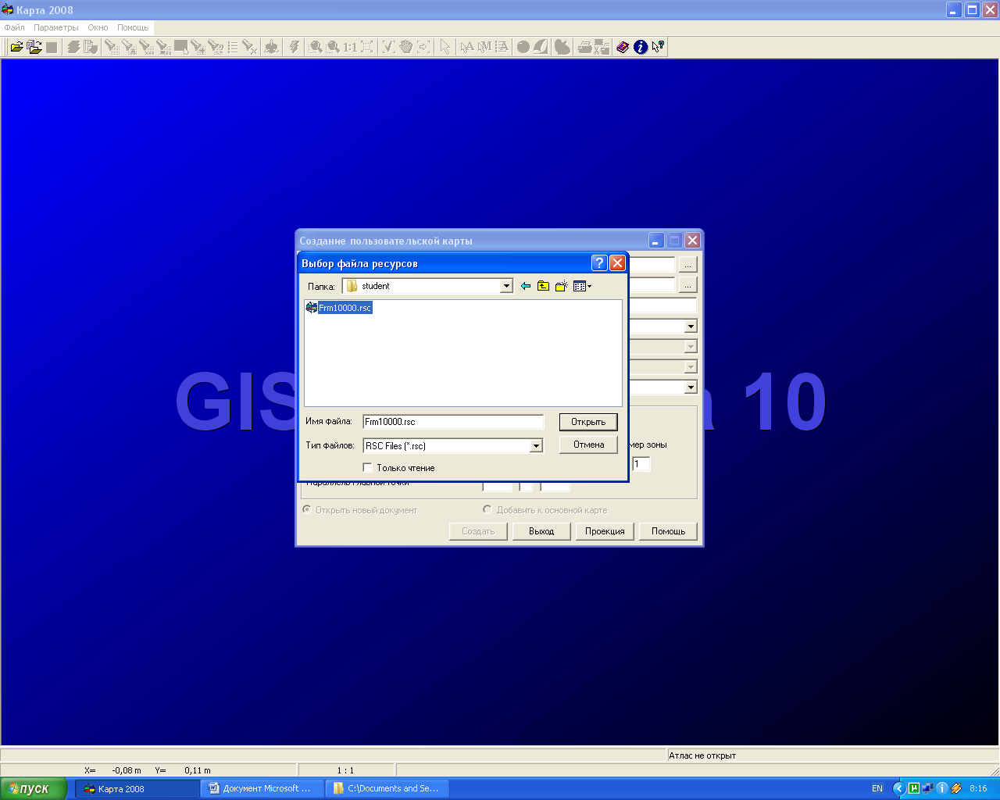 Карта 2008
Файл Параметры Окно Помощь
1:1
GIS
а 10
Создание пользовательской карты
...
...
Выбор файла ресурсов
Папка: student
Frm10000.rsc
Имя файла: Frm10000.rsc Открыть
Тип файлов: RSC Files (*.rsc) Отмена
Только чтение
мер зоны
1
Параллель главной точки
Открыть новый документ Добавить к основной карте
Создать Выход Проекция Помощь
Атлас не открыт
X= -0,08 m Y= 0,11 m 1 : 1
пуск Карта 2008 Документ Microsoft ... C:\Documents and Se... EN 8:16